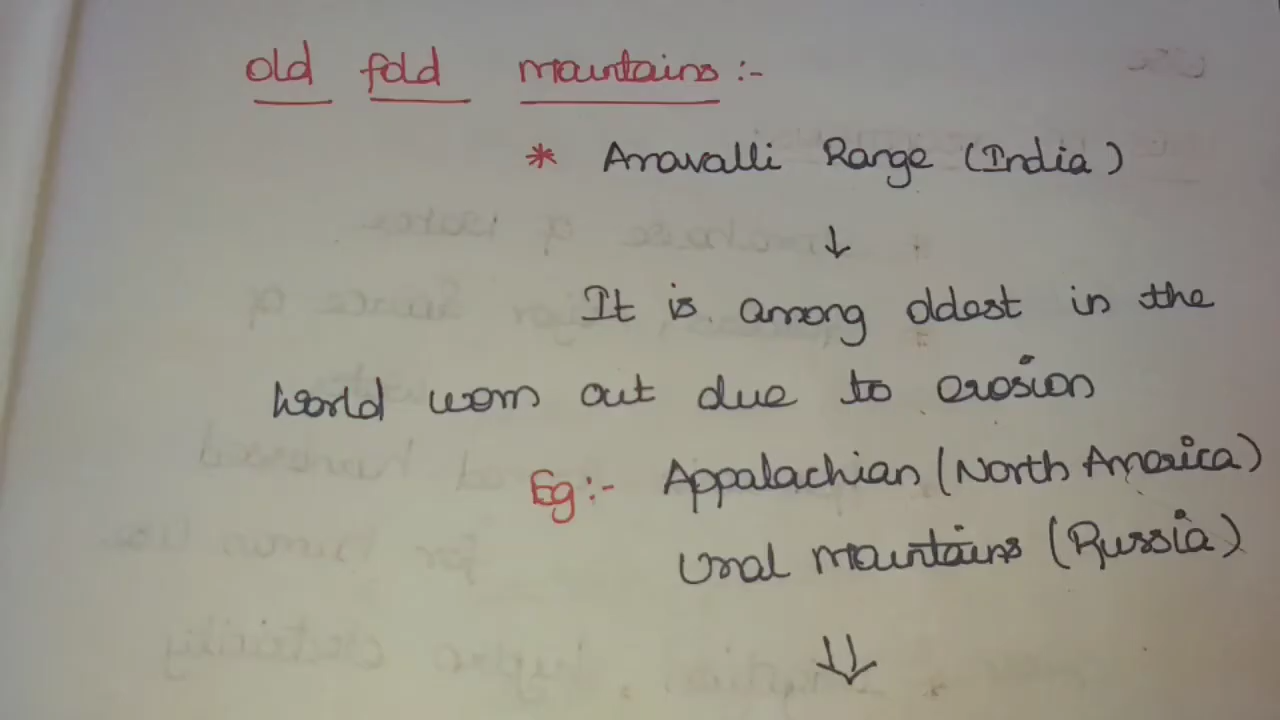 old fold mountains :-
* Aravalli Range (India)
↓
It is among oldest in the
world worn out due to erosion
Eg:- Appalachian (North America)
Ural mountains (Russia)